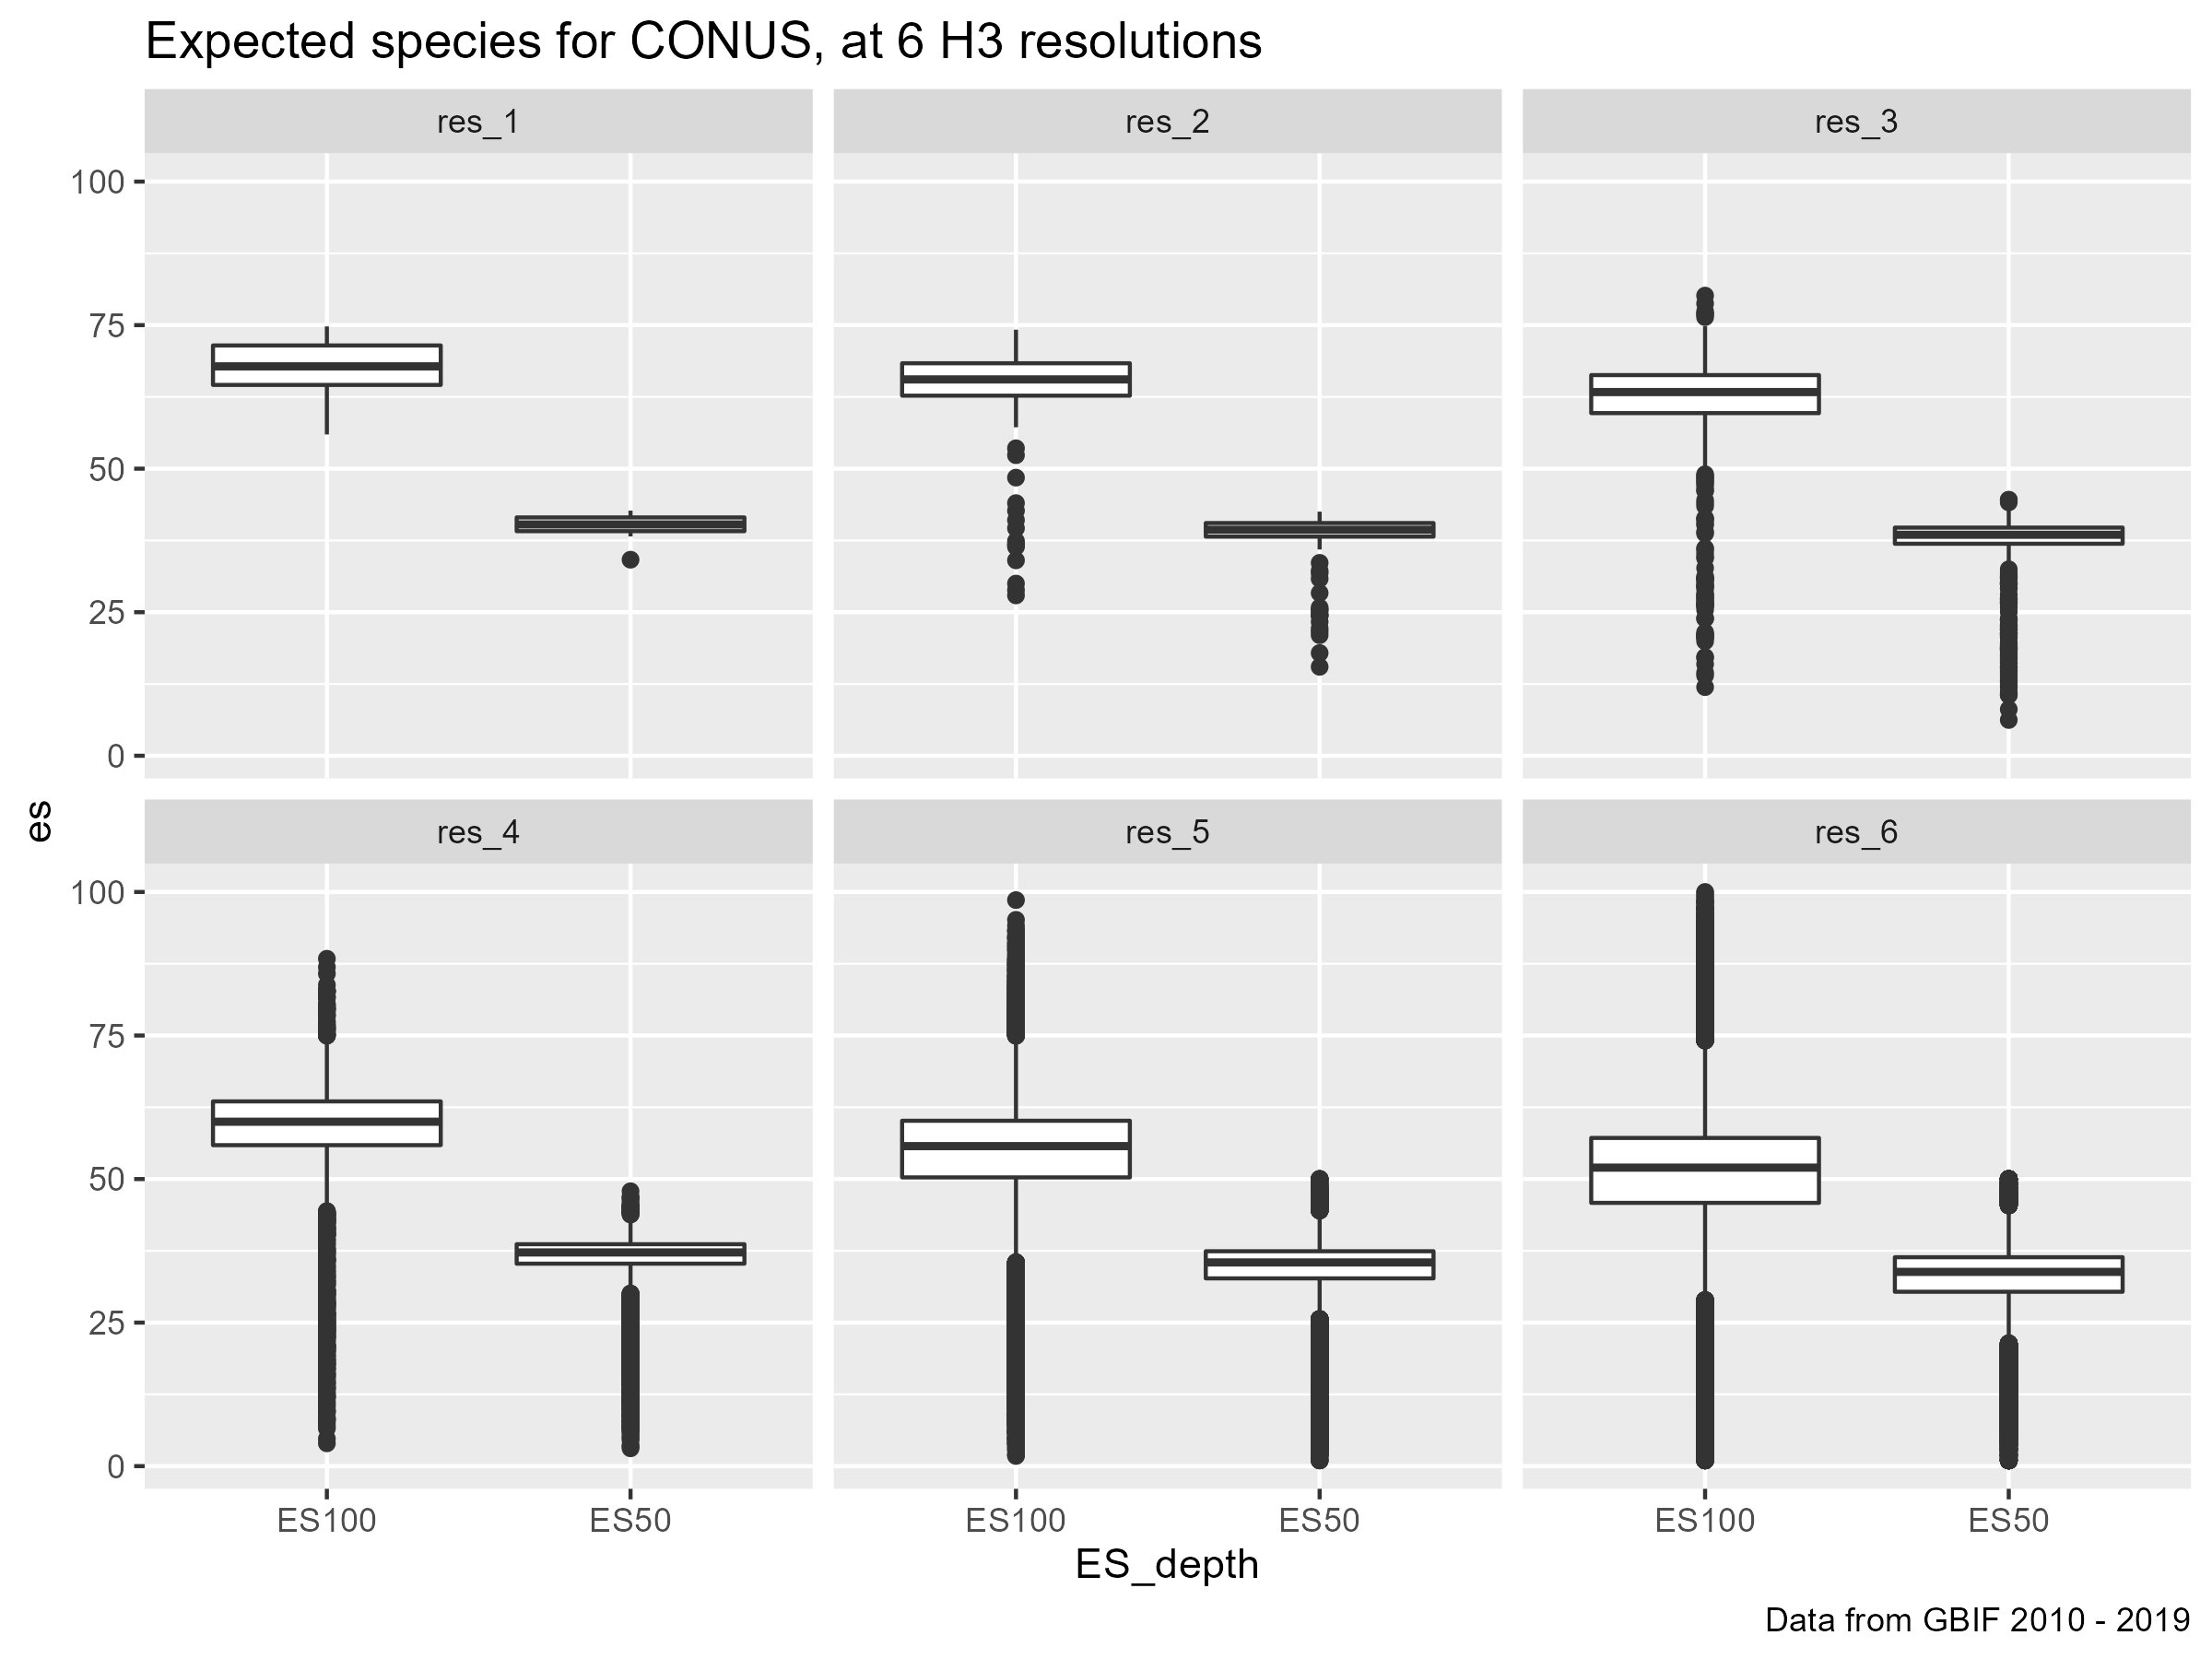 Expected species for CONUS, at 6 H3 resolutions
res_1 res_2 res_3
100
75
50
25
0
es
res_4 res_5 res_6
100
75
50
25
0
ES100 ES50 ES100 ES50 ES100 ES50
ES_depth
Data from GBIF 2010 - 2019